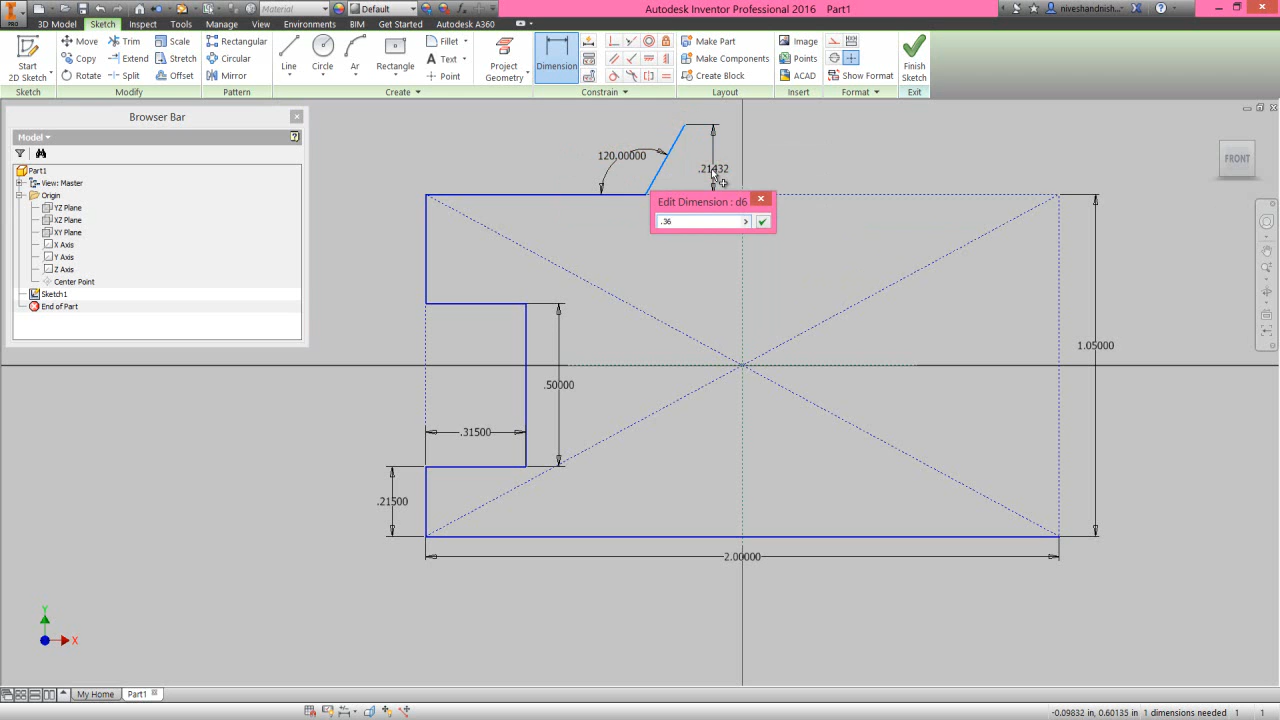 Autodesk Inventor Professional 2016 Part1
Material
Default
niveshandnish...
PRO
3D Model
Sketch
Inspect
Tools
Manage
View
Environments
BIM
Get Started
Autodesk A360
Start
2D Sketch
Move
Trim
Scale
Copy
Extend
Stretch
Rotate
Split
Offset
Rectangular
Circular
Mirror
Line
Circle
Arc
Rectangle
Fillet
Text
Point
Project
Geometry
Dimension
Make Part
Make Components
Create Block
Image
Points
ACAD
Show Format
Finish
Sketch
Sketch
Modify
Pattern
Create
Constrain
Layout
Insert
Format
Exit
Browser Bar
Model
Part1
View: Master
Origin
YZ Plane
XZ Plane
XY Plane
X Axis
Y Axis
Z Axis
Center Point
Sketch1
End of Part
FRONT
120.00000
.21432
Edit Dimension : d6
.36
1.05000
.50000
.31500
.21500
2.00000
Y
X
My Home
Part1
-0.09832 in, 0.60135 in 1 dimensions needed 1 1